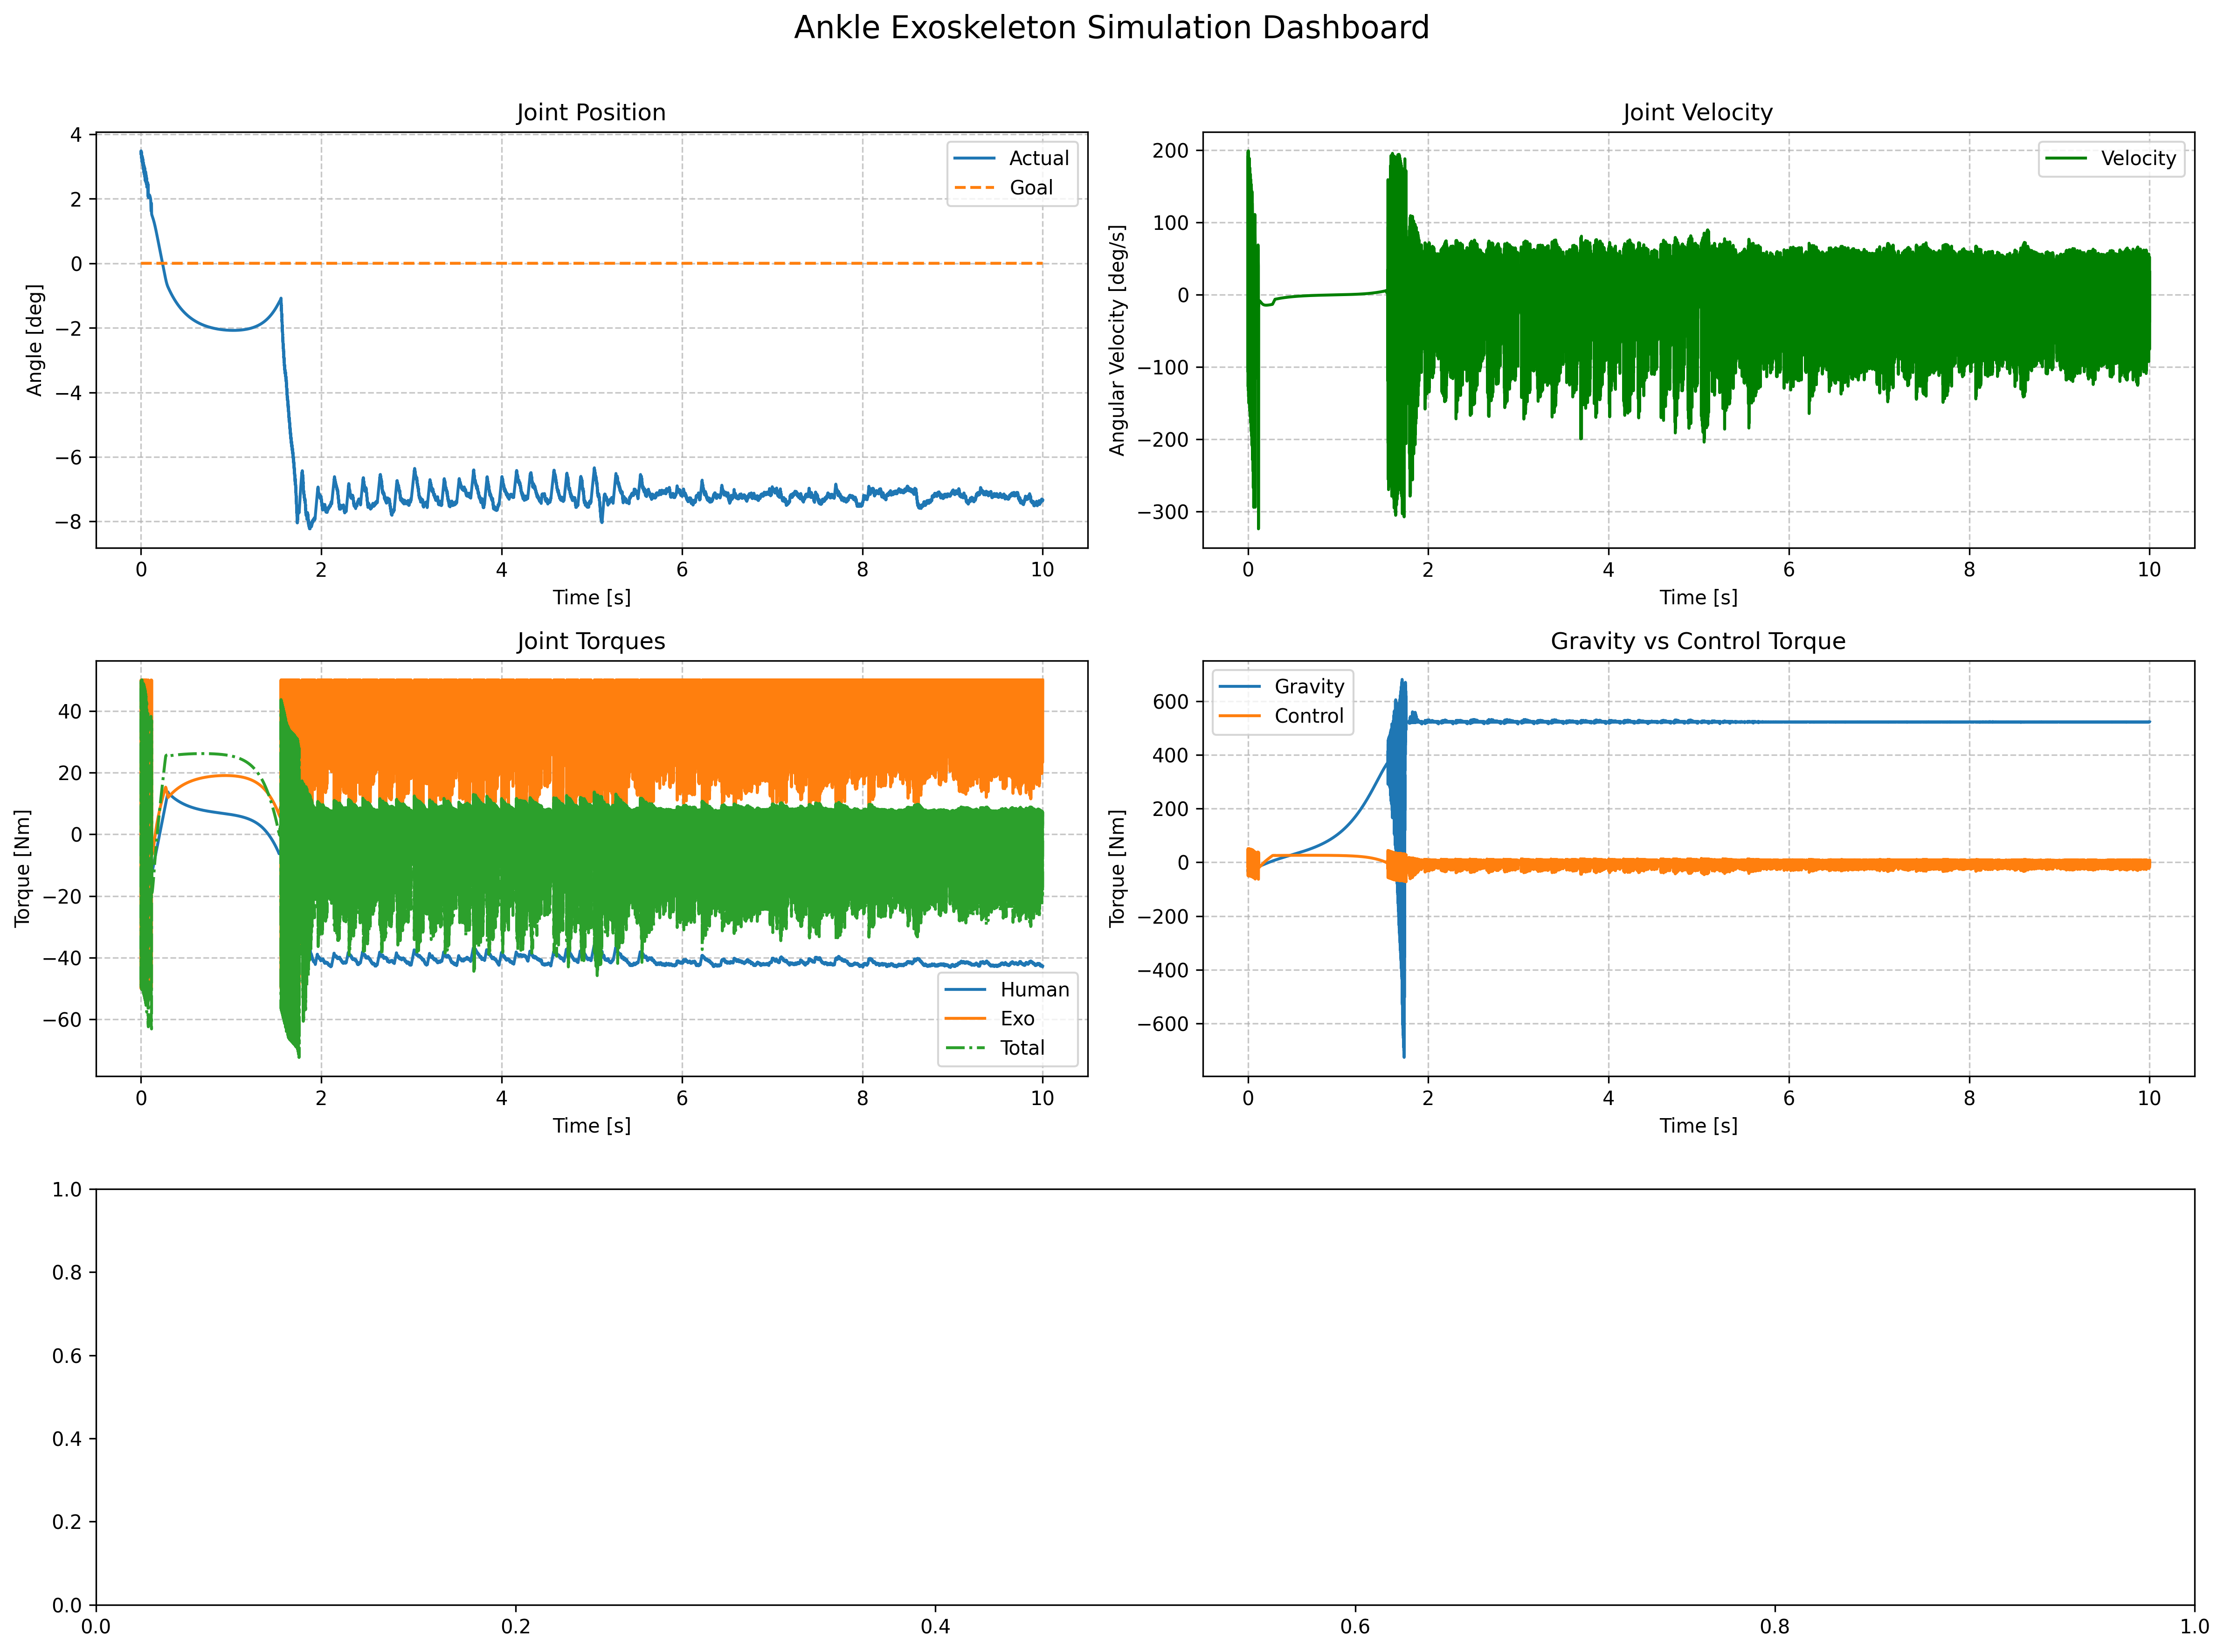 Ankle Exoskeleton Simulation Dashboard
Joint Position
4
2
0
−2
−4
−6
−8
Angle [deg]
Actual
Goal
0
2
4
6
8
10
Time [s]
Joint Velocity
200
100
0
−100
−200
−300
Angular Velocity [deg/s]
Velocity
0
2
4
6
8
10
Time [s]
Joint Torques
40
20
0
−20
−40
−60
Torque [Nm]
Human
Exo
Total
0
2
4
6
8
10
Time [s]
Gravity vs Control Torque
600
400
200
0
−200
−400
−600
Torque [Nm]
Gravity
Control
0
2
4
6
8
10
Time [s]
1.0
0.8
0.6
0.4
0.2
0.0
0.0
0.2
0.4
0.6
0.8
1.0